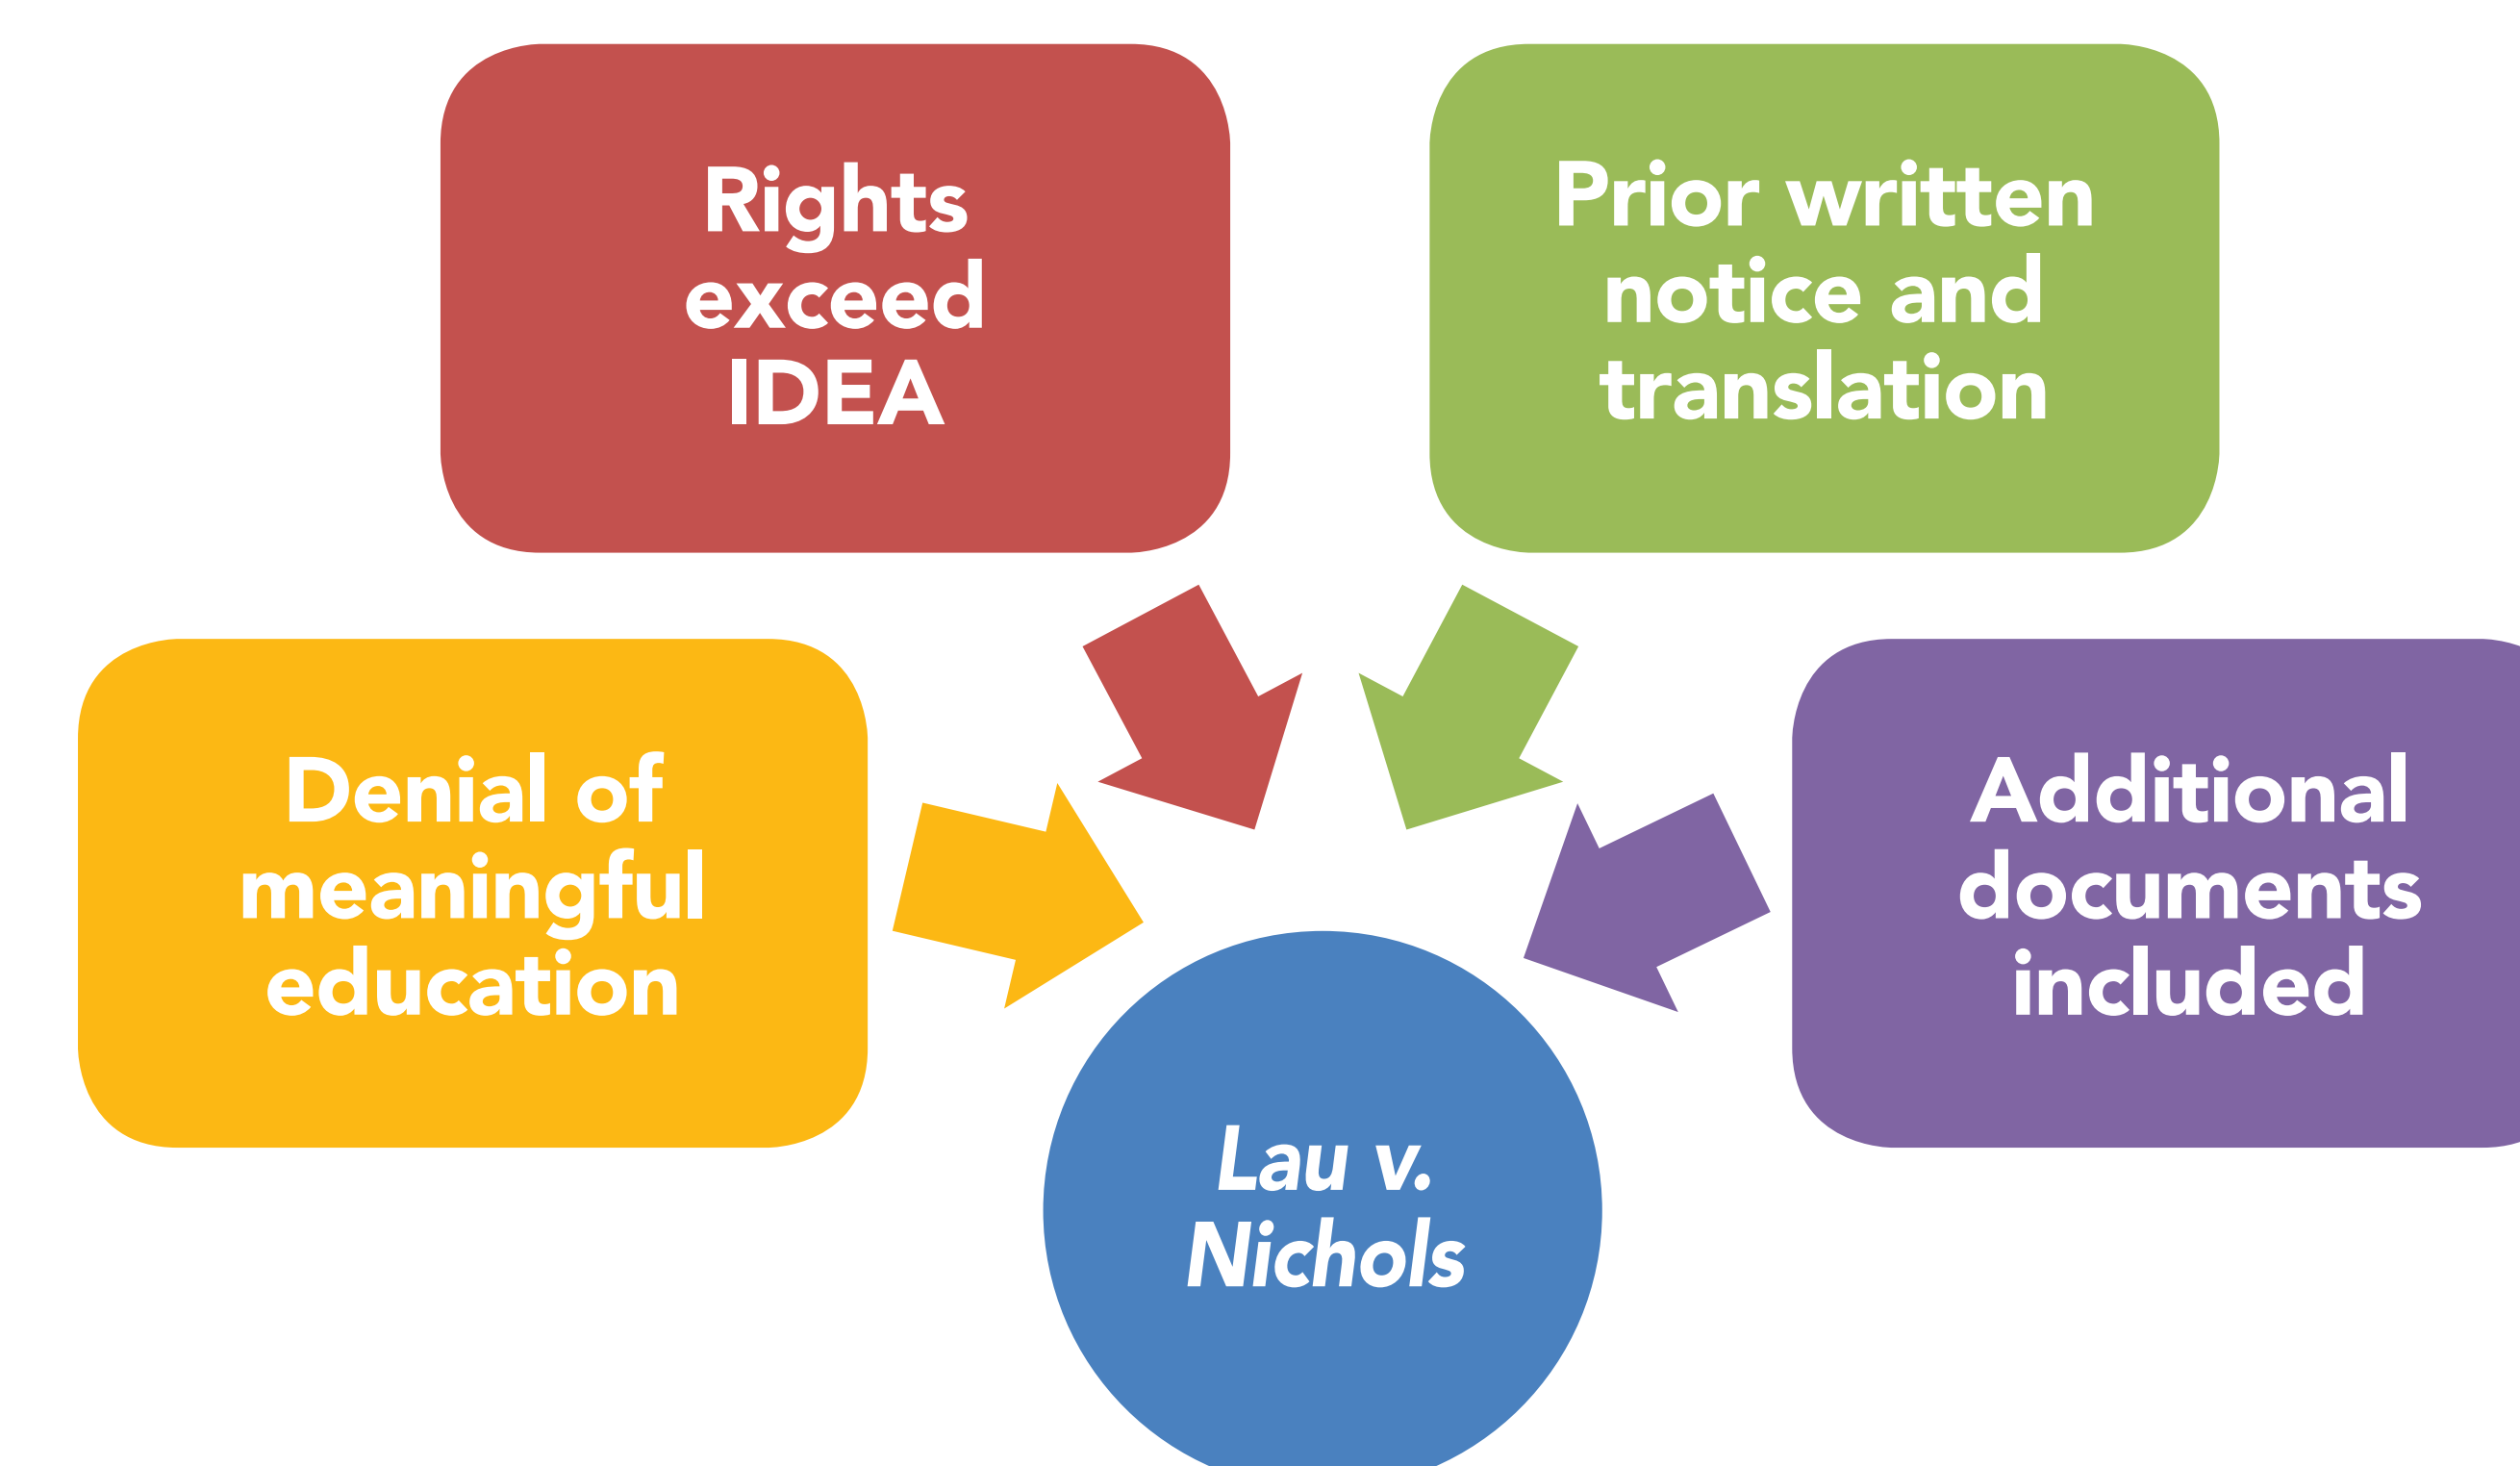 Rights
exceed
IDEA
Prior written
notice and
translation
Denial of
meaningful
education
Additional
documents
included
Lau v.
Nichols